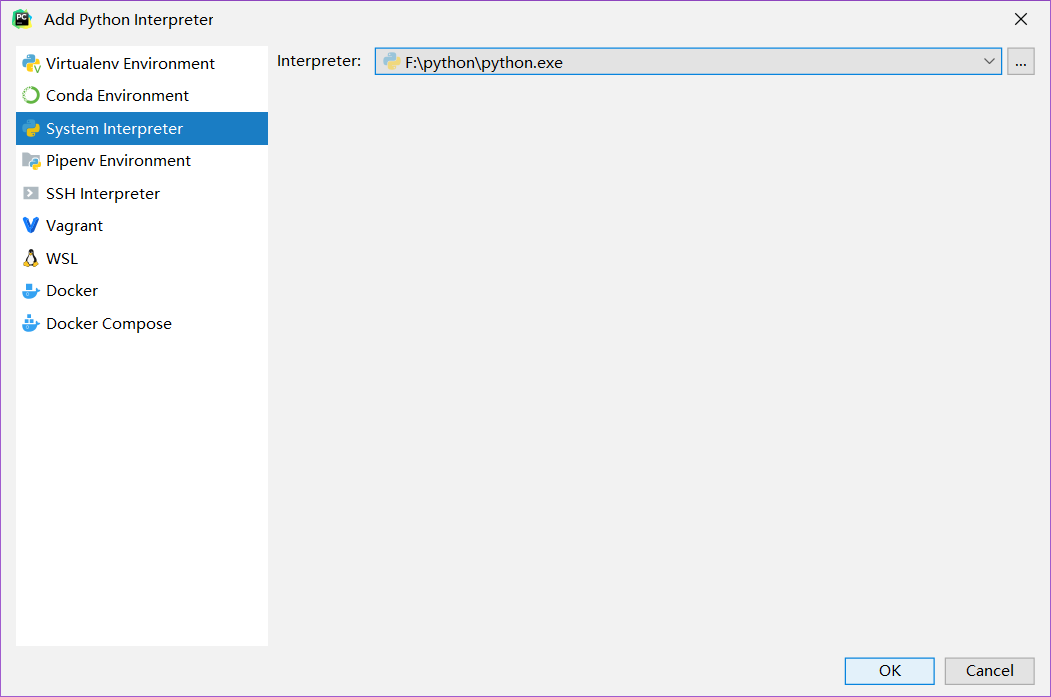 PC Add Python Interpreter
Virtualenv Environment
Conda Environment
System Interpreter
Pipenv Environment
SSH Interpreter
Vagrant
WSL
Docker
Docker Compose
Interpreter: F:\python\python.exe ...
OK Cancel